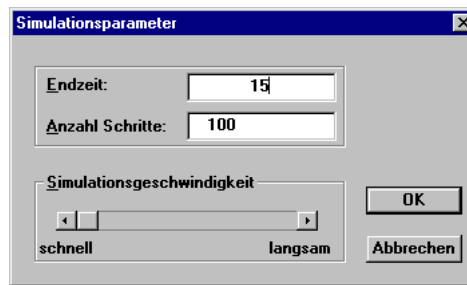 Simulationsparameter
Endzeit: 15
Anzahl Schritte: 100
Simulationsgeschwindigkeit
schnell langsam
OK
Abbrechen